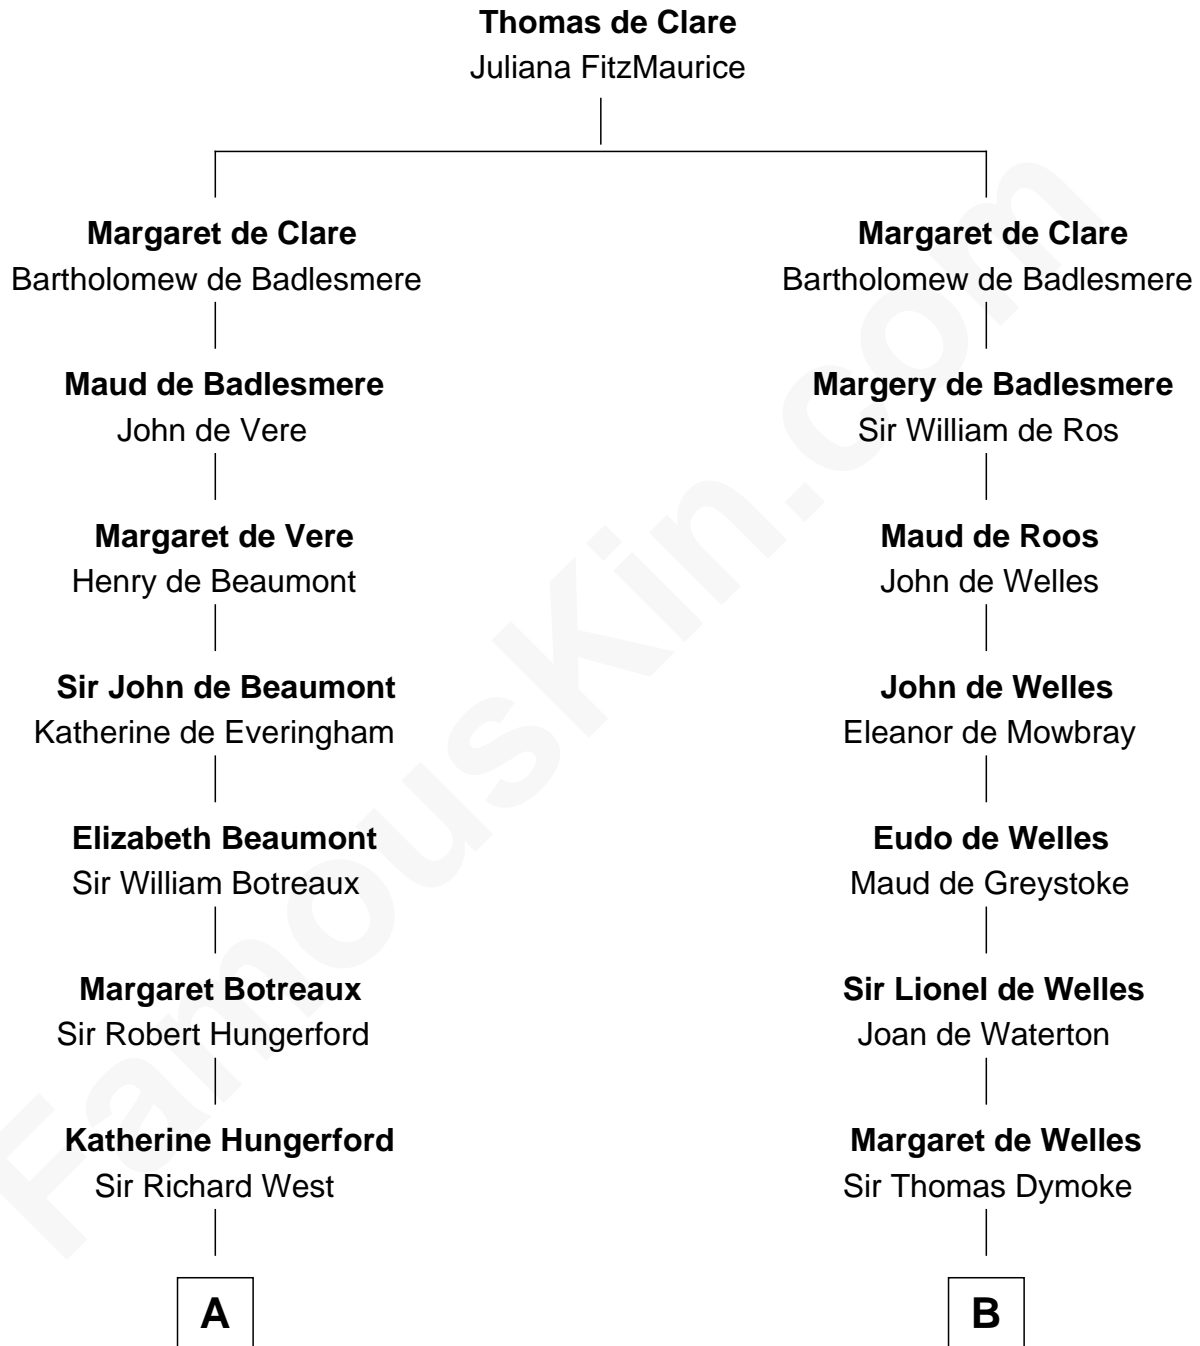 Thomas de Clare
Juliana FitzMaurice
Margaret de Clare
Bartholomew de Badlesmere
Margaret de Clare
Bartholomew de Badlesmere
Maud de Badlesmere
John de Vere
Margery de Badlesmere
Sir William de Ros
Margaret de Vere
Henry de Beaumont
Maud de Roos
John de Welles
Sir John de Beaumont
Katherine de Everingham
John de Welles
Eleanor de Mowbray
Elizabeth Beaumont
Sir William Botreaux
Eudo de Welles
Maud de Greystoke
Margaret Botreaux
Sir Robert Hungerford
Sir Lionel de Welles
Joan de Waterton
Katherine Hungerford
Sir Richard West
Margaret de Welles
Sir Thomas Dymoke
A
B
FamousKin.com